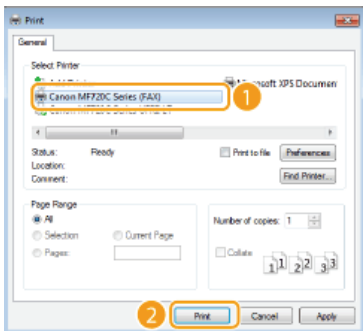 Print
General
Select Printer
Microsoft XPS Documen
Canon MF720C Series (FAX)
1
Status: Ready
Print to file
Preferences
Location:
Comment:
Find Printer...
Page Range
All
Number of copies: 1
Selection
Current Page
Pages:
Collate
1 1 2 2 3 3
2
Print
Cancel
Apply